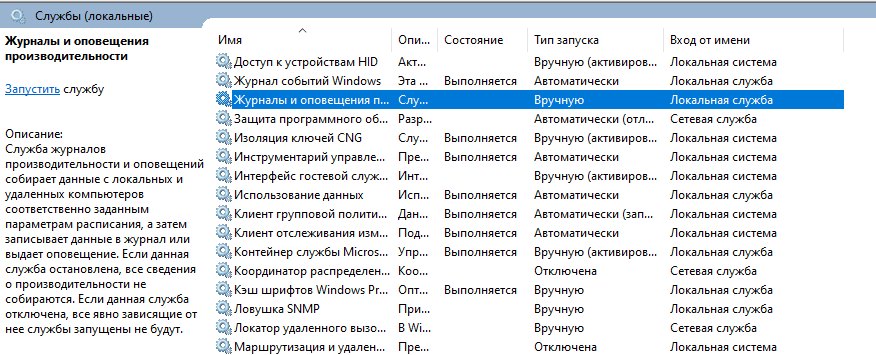 Службы (локальные)
Журналы и оповещения
производительности
Запустить службу
Описание:
Служба журналов
производительности и оповещений
собирает данные с локальных и
удаленных компьютеров
соответственно заданным
параметрам расписания, а затем
записывает данные в журнал или
выдает оповещение. Если данная
служба остановлена, все сведения
о производительности не
собираются. Если данная служба
отключена, все явно зависящие от
нее службы запущены не будут.
Имя Опи... Состояние Тип запуска Вход от имени
Доступ к устройствам HID Акт... Вручную (активиров... Локальная система
Журнал событий Windows Эта ... Выполняется Автоматически Локальная служба
Журналы и оповещения п... Слу... Вручную Локальная служба
Защита программного об... Разр... Автоматически (отл... Сетевая служба
Изоляция ключей CNG Слу... Выполняется Вручную (активиров... Локальная система
Инструментарий управле... Пре... Выполняется Автоматически Локальная система
Интерфейс гостевой служ... Инт... Вручную (активиров... Локальная система
Использование данных Исп... Выполняется Автоматически Локальная служба
Клиент групповой полити... Дан... Выполняется Автоматически (зап... Локальная система
Клиент отслеживания изм... Под... Выполняется Автоматически Локальная система
Контейнер службы Micros... Упр... Выполняется Вручную (активиров... Локальная служба
Координатор распределен... Коо... Отключена Сетевая служба
Кэш шрифтов Windows Pr... Опт... Выполняется Вручную Локальная служба
Ловушка SNMP При... Вручную Локальная служба
Локатор удаленного вызо... В Wi... Вручную Сетевая служба
Маршрутизация и удален... Пре... Отключена Локальная система